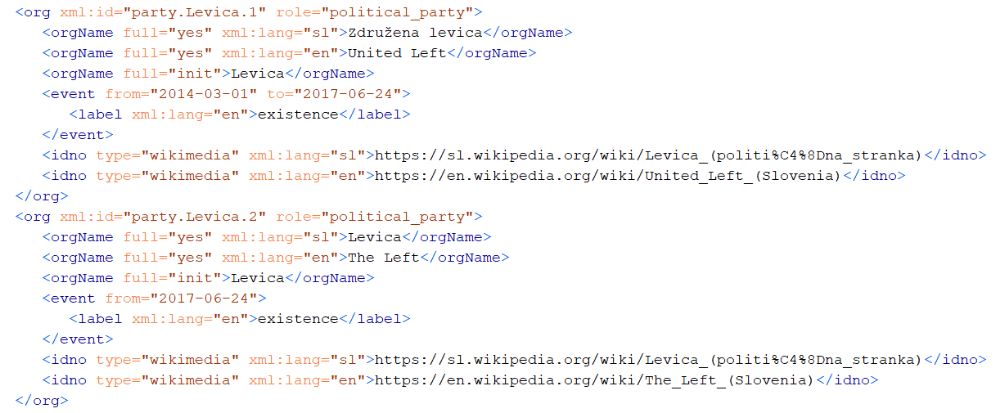 <org xml:id="party.Levica.1" role="political_party">
<orgName full="yes" xml:lang="sl">Združena levica</orgName>
<orgName full="yes" xml:lang="en">United Left</orgName>
<orgName full="init">Levica</orgName>
<event from="2014-03-01" to="2017-06-24">
<label xml:lang="en">existence</label>
</event>
<idno type="wikimedia" xml:lang="sl">https://sl.wikipedia.org/wiki/Levica_(politi%C4%8Dna_stranka)</idno>
<idno type="wikimedia" xml:lang="en">https://en.wikipedia.org/wiki/United_Left_(Slovenia)</idno>
</org>
<org xml:id="party.Levica.2" role="political_party">
<orgName full="yes" xml:lang="sl">Levica</orgName>
<orgName full="yes" xml:lang="en">The Left</orgName>
<orgName full="init">Levica</orgName>
<event from="2017-06-24">
<label xml:lang="en">existence</label>
</event>
<idno type="wikimedia" xml:lang="sl">https://sl.wikipedia.org/wiki/Levica_(politi%C4%8Dna_stranka)</idno>
<idno type="wikimedia" xml:lang="en">https://en.wikipedia.org/wiki/The_Left_(Slovenia)</idno>
</org>